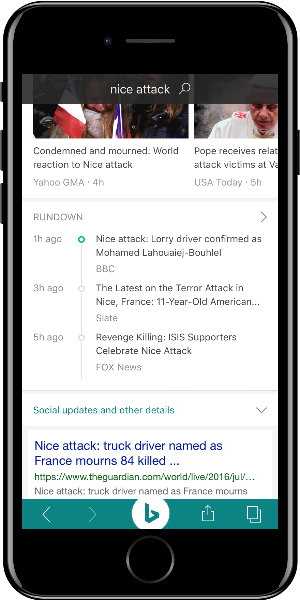 nice attack
Condemned and mourned: World
reaction to Nice attack
Yahoo GMA · 4h
Pope receives relat
attack victims at Va
USA Today · 5h
RUNDOWN
1h ago
Nice attack: Lorry driver confirmed as
Mohamed Lahouaiej-Bouhlel
BBC
3h ago
The Latest on the Terror Attack in
Nice, France: 11-Year-Old American...
Slate
5h ago
Revenge Killing: ISIS Supporters
Celebrate Nice Attack
FOX News
Social updates and other details
Nice attack: truck driver named as
France mourns 84 killed ...
https://www.theguardian.com/world/live/2016/jul/...
Nice attack: truck driver named as France mourns